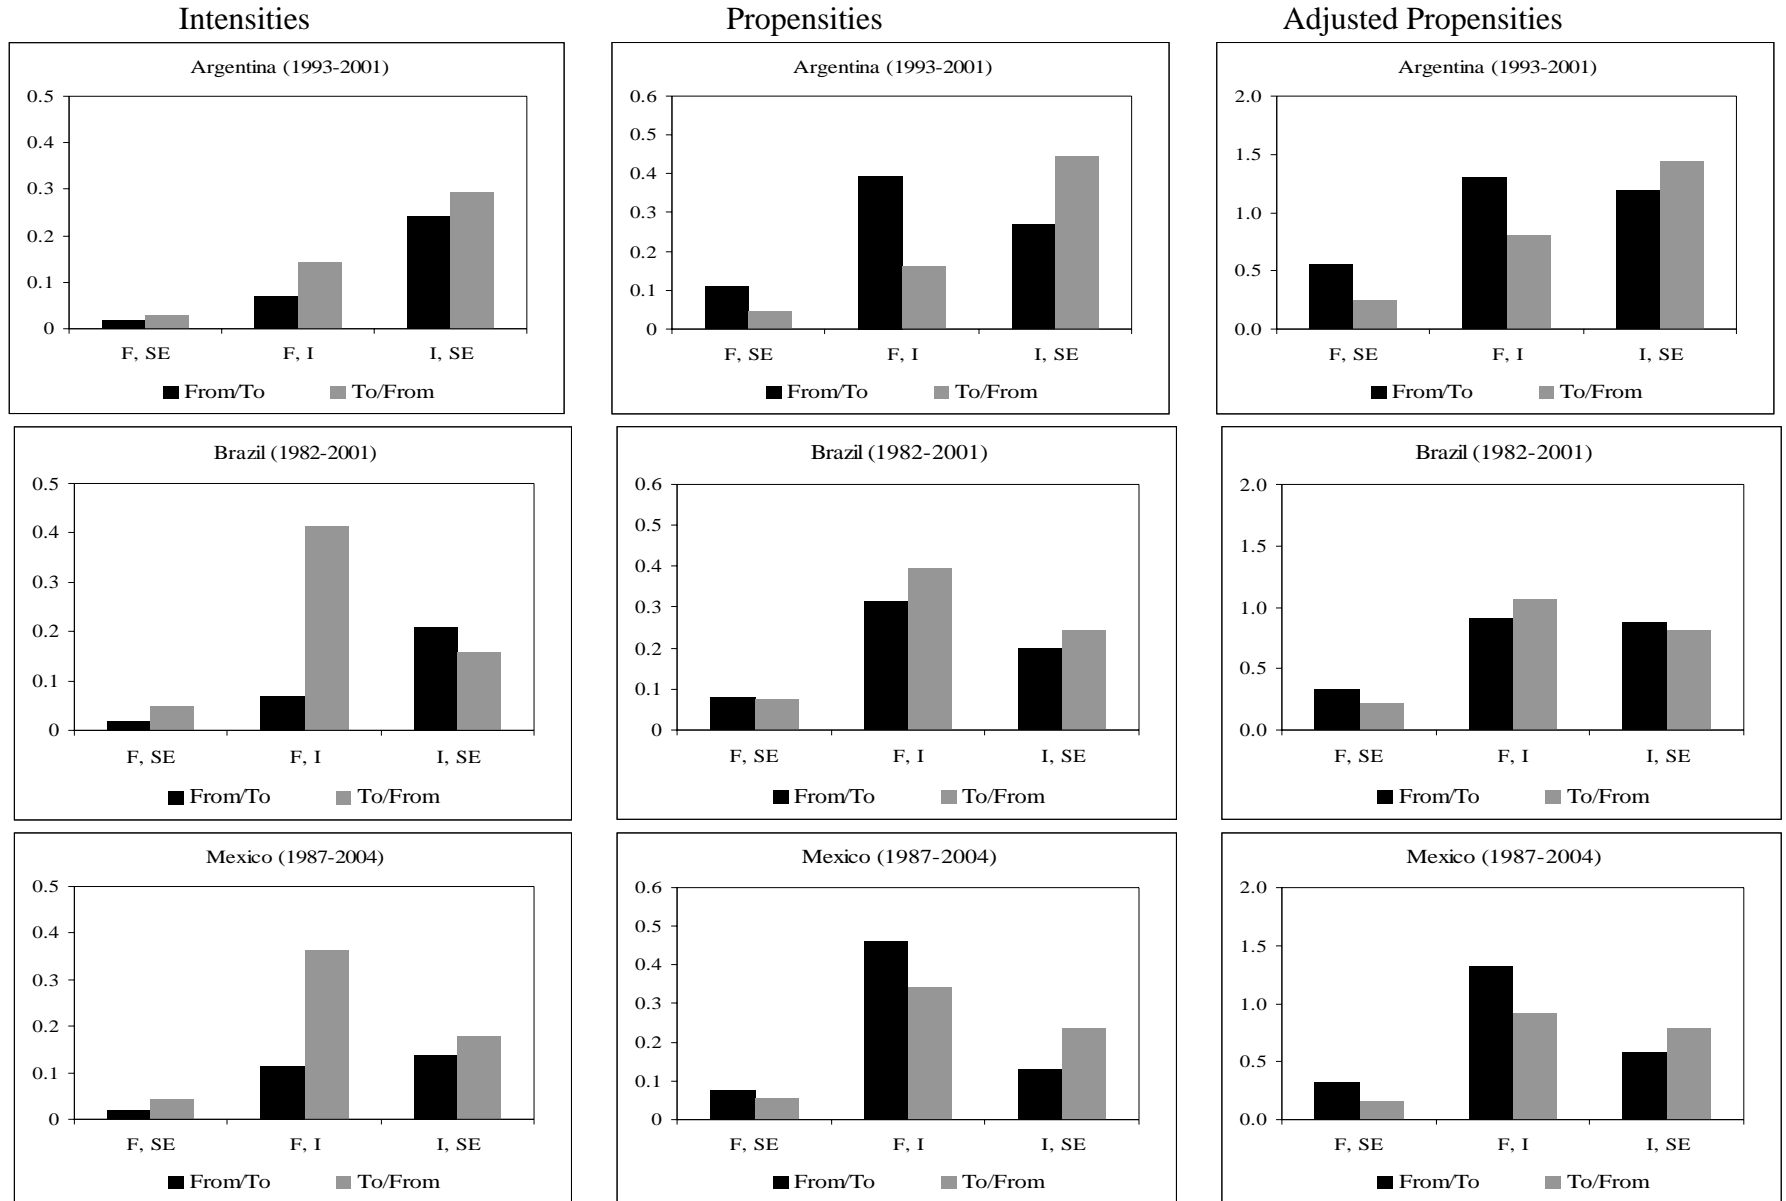 Intensities Propensities Adjusted Propensities
Argentina (1993-2001)
0.5
0.4
0.3
0.2
0.1
0
F, SE F, I I, SE
From/To To/From
Argentina (1993-2001)
0.6
0.5
0.4
0.3
0.2
0.1
0
F, SE F, I I, SE
From/To To/From
Argentina (1993-2001)
2.0
1.5
1.0
0.5
0.0
F, SE F, I I, SE
From/To To/From
Brazil (1982-2001)
0.5
0.4
0.3
0.2
0.1
0
F, SE F, I I, SE
From/To To/From
Brazil (1982-2001)
0.6
0.5
0.4
0.3
0.2
0.1
0
F, SE F, I I, SE
From/To To/From
Brazil (1982-2001)
2.0
1.5
1.0
0.5
0.0
F, SE F, I I, SE
From/To To/From
Mexico (1987-2004)
0.5
0.4
0.3
0.2
0.1
0
F, SE F, I I, SE
From/To To/From
Mexico (1987-2004)
0.6
0.5
0.4
0.3
0.2
0.1
0
F, SE F, I I, SE
From/To To/From
Mexico (1987-2004)
2.0
1.5
1.0
0.5
0.0
F, SE F, I I, SE
From/To To/From